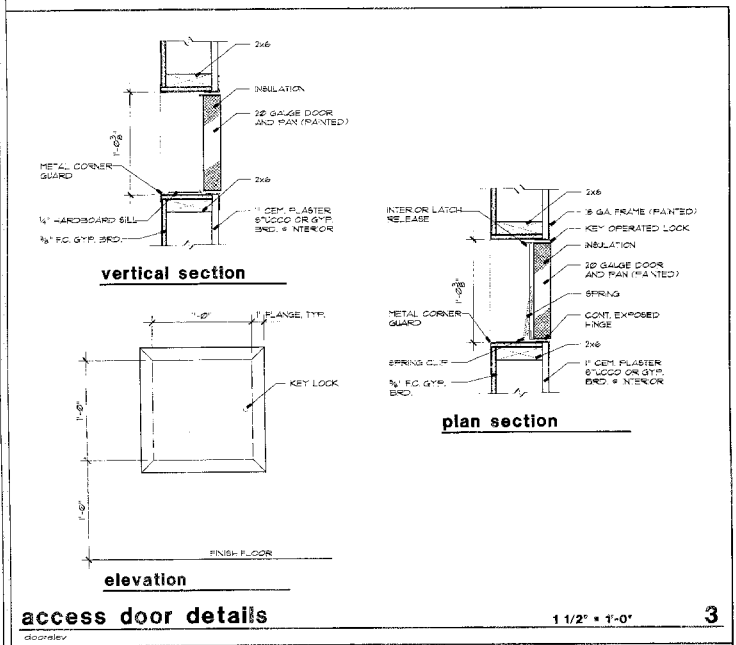 2x6
INSULATION
20 GAUGE DOOR
AND PAN (PAINTED)
1'-0 3/8"
METAL CORNER
GUARD
2x6
1/4" HARDBOARD SILL
F.C. GYP. BRD.
1" CEM. PLASTER
STUCCO OR GYP.
BRD. @ INTERIOR
vertical section
1'-0"
1" FLANGE, TYP.
KEY LOCK
1'-0"
1'-0"
FINISH FLOOR
elevation
2x6
INTERIOR LATCH
RELEASE
16 GA. FRAME (PAINTED)
KEY OPERATED LOCK
INSULATION
20 GAUGE DOOR
AND PAN (PAINTED)
1'-0 3/8"
SPRING
METAL CORNER
GUARD
CONT. EXPOSED
HINGE
2x6
SPRING CLIP
F.C. GYP.
BRD.
1" CEM. PLASTER
STUCCO OR GYP.
BRD. @ INTERIOR
plan section
access door details
1 1/2" = 1'-0"
3
doorelev